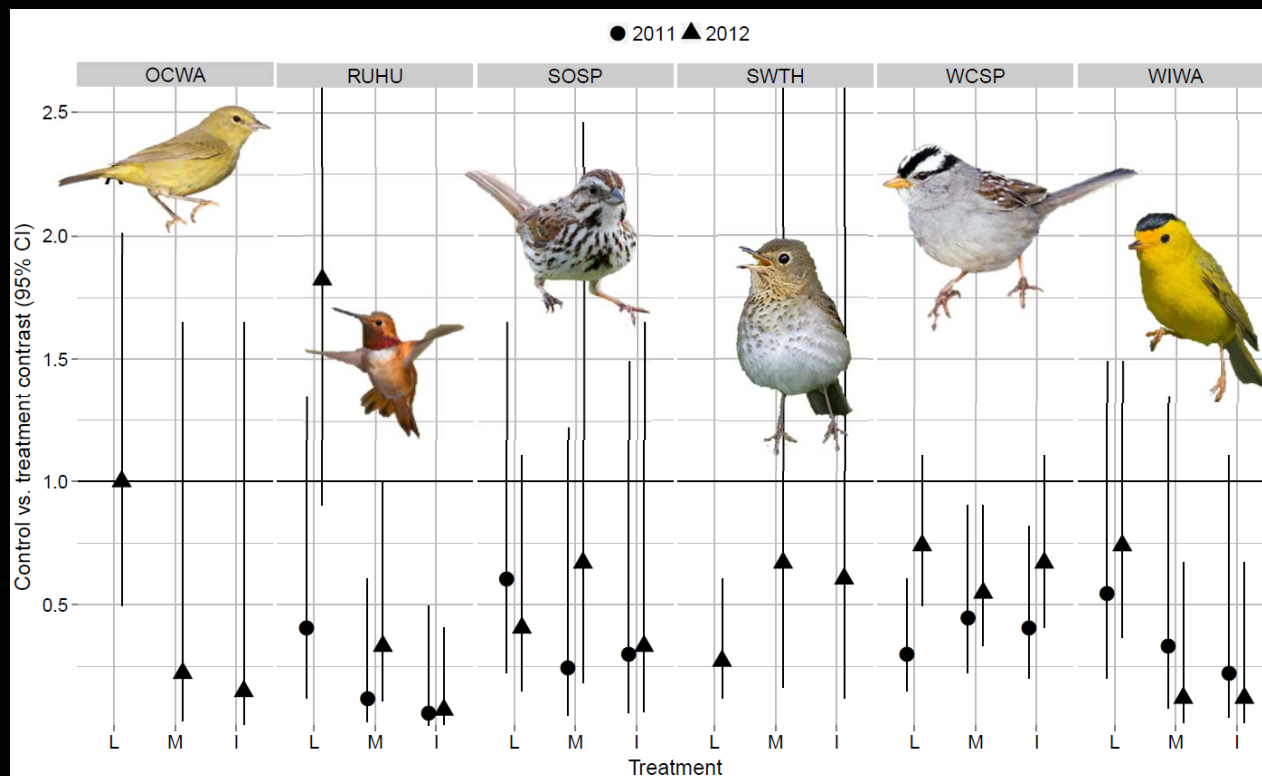 2011 2012
OCWA RUHU SOSP SWTH WCSP WIWA
Control vs. treatment contrast (95% CI)
2.5
2.0
1.5
1.0
0.5
L M I L M I L M I L M I L M I L M I
Treatment